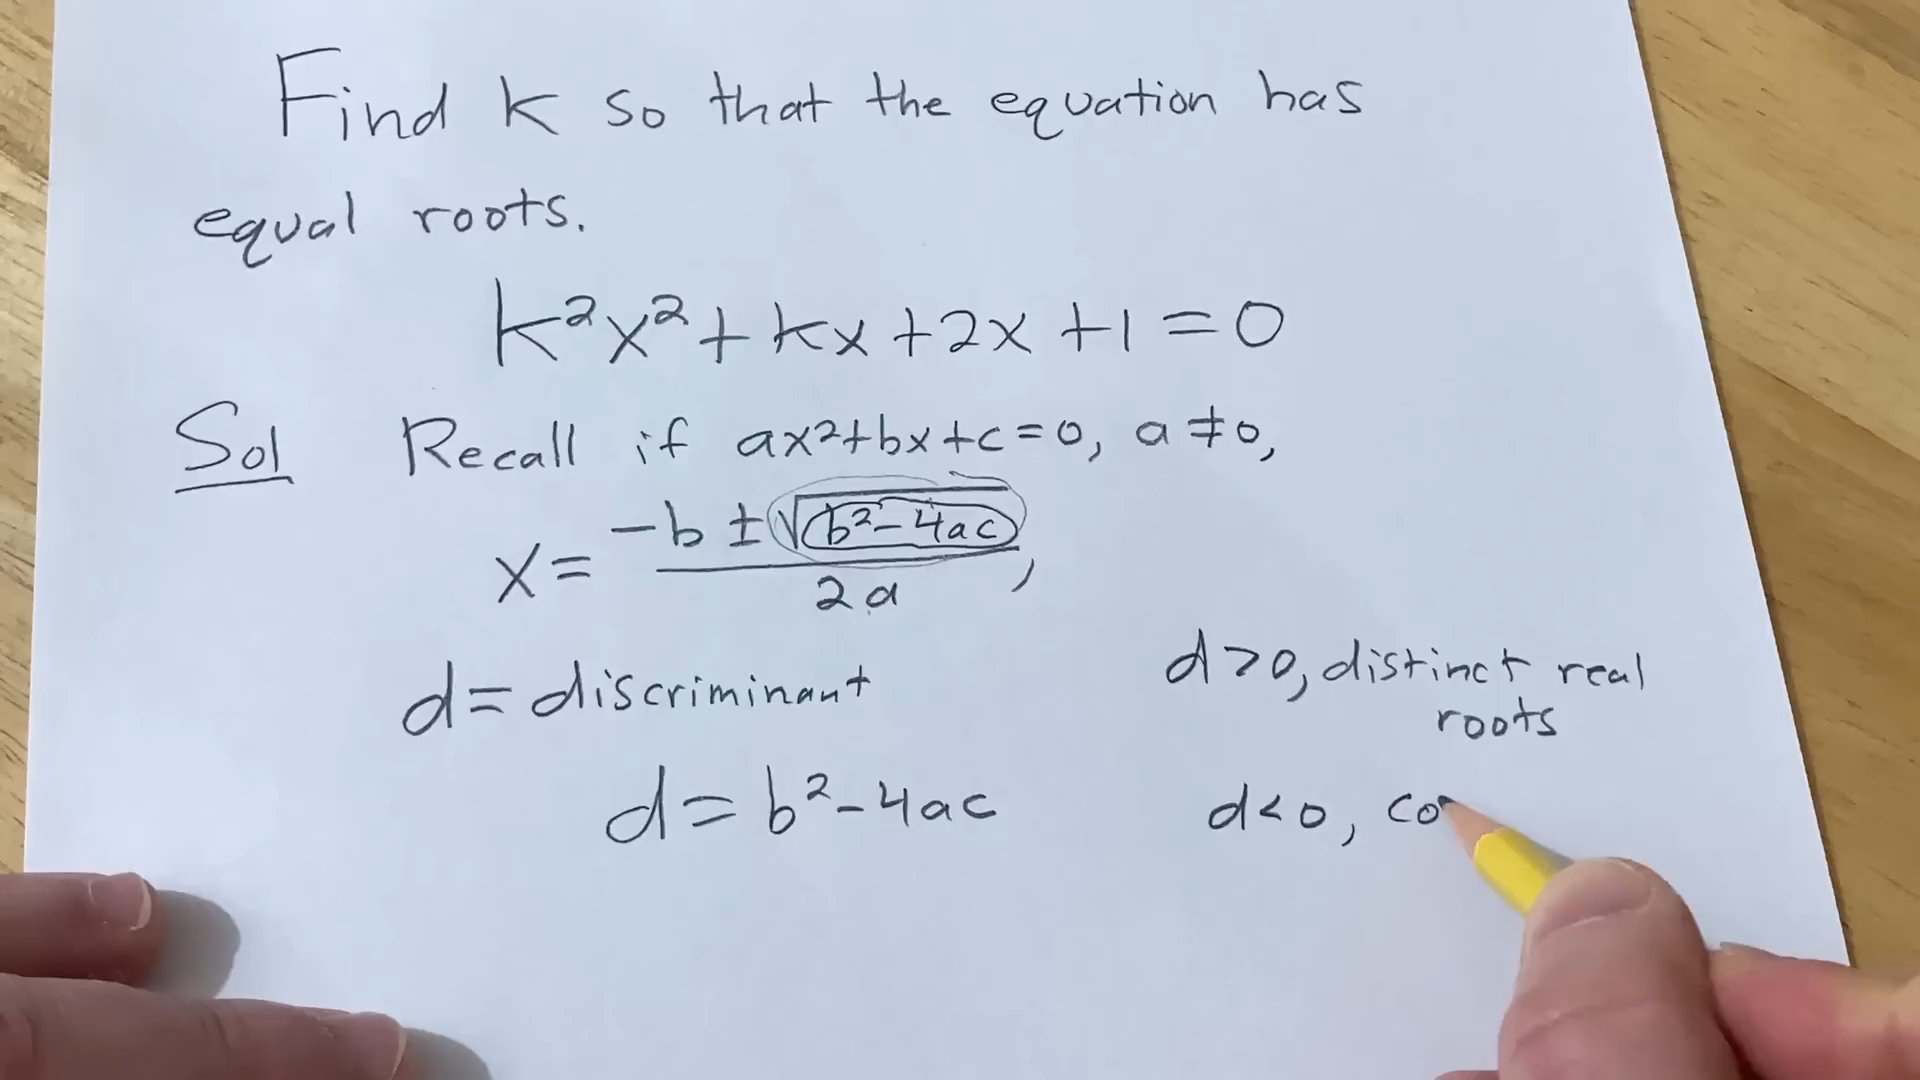 Find k so that the equation has
equal roots.
k²x² + kx + 2x + 1 = 0
Sol Recall if ax²+bx+c=0, a≠0,
x = (-b ± √(b²-4ac))/(2a),
d = discriminant
d>0, distinct real
roots
d = b²-4ac
d<0, co